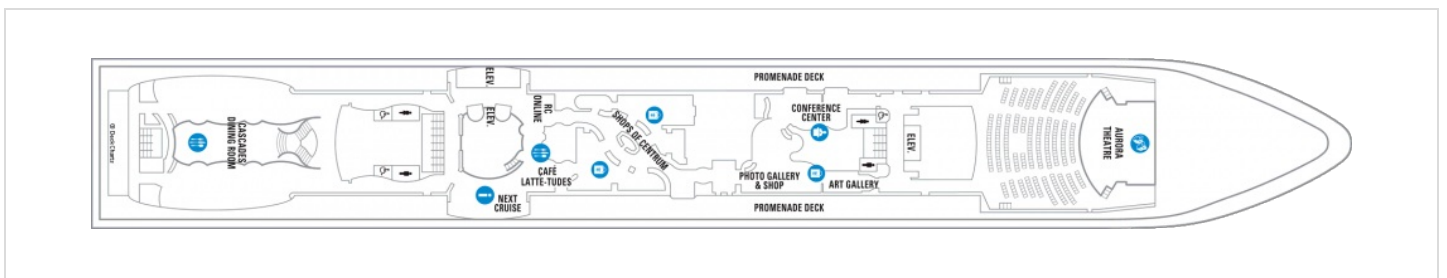 © Deck Chartz
CASCADES
DINING ROOM
ELEV.
ELEV.
RC
ONLINE
CAFÉ
LATTE-TUDES
NEXT
CRUISE
SHOPS OF CENTRUM
PROMENADE DECK
CONFERENCE
CENTER
PHOTO GALLERY
& SHOP
ART GALLERY
PROMENADE DECK
ELEV.
AURORA
THEATRE